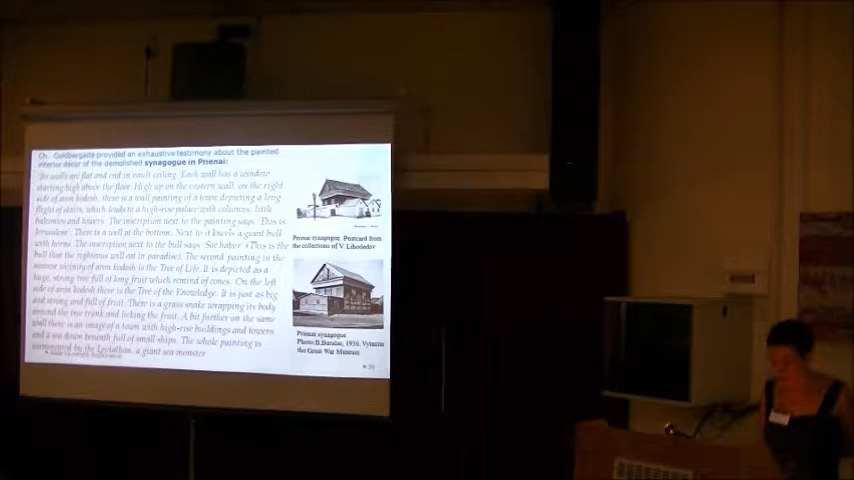 Ch. Goldbergaitė provided an exhaustive testimony about the painted
interior décor of the demolished synagogue in Prienai:
walls are flat and end in vault ceiling. Each wall has a window
starting high above the floor. High up on the eastern wall, on the right
side of aron kodesh, there is a wall painting of a town depicting a long
flight of stairs, which leads to a high-rise palace with columns, little
balconies and towers. The inscription next to the painting says: 'This is
Jerusalem'. There is a well at the bottom. Next to it kneels a giant bull
with horns. The inscription next to the bull says 'Sor haber' (This is the
bull that the righteous will eat in paradise). The second painting in the
nearest vicinity of aron kodesh is the Tree of Life. It is depicted as a
huge, strong tree full of long fruit which remind of cones. On the left
side of aron kodesh there is the Tree of the Knowledge. It is just as big
and strong and full of fruit. There is a grass snake wrapping its body
around the tree trunk and licking the fruit. A bit further on the same
wall there is an image of a town with high-rise buildings and towers
and a sea down beneath full of small ships. The whole painting is
surmounted by the Leviathan, a giant sea monster
Prienai synagogue. Postcard from
the collections of V. Lihodedov
Prienai synagogue.
Photo B. Buračas, 1936. Vytautas
the Great War Museum